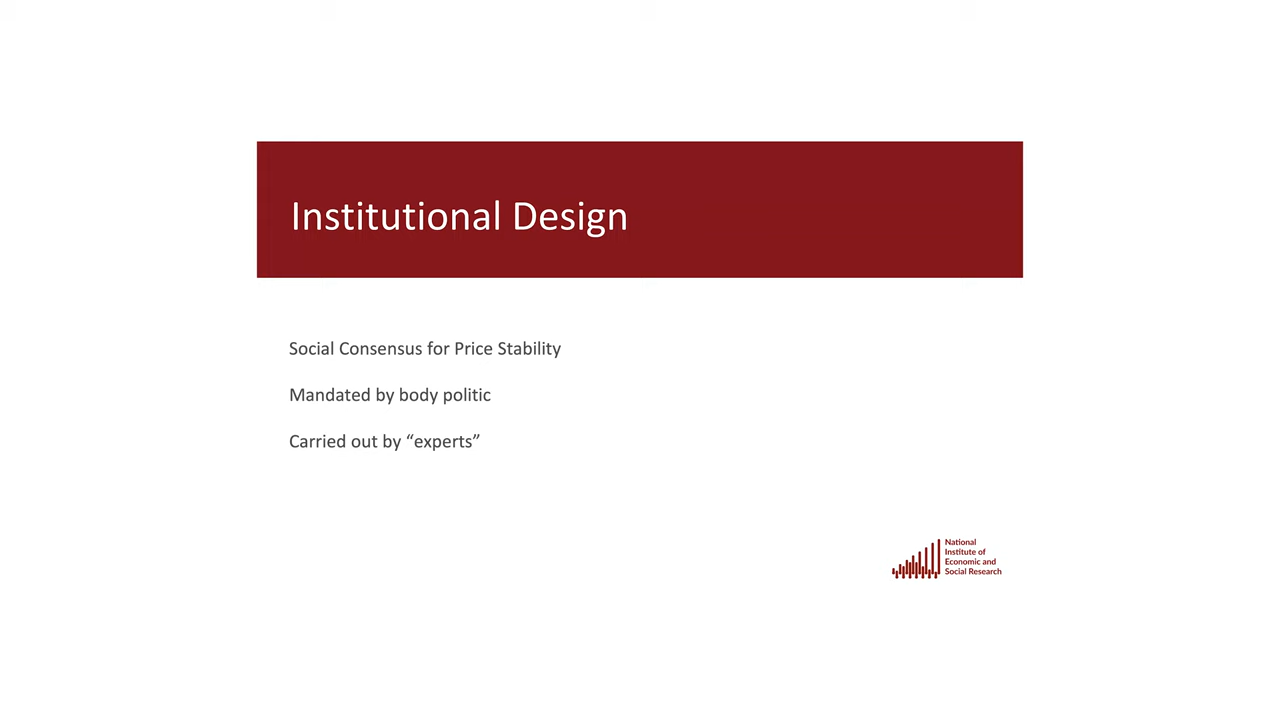 Institutional Design
Social Consensus for Price Stability
Mandated by body politic
Carried out by “experts”
National
Institute of
Economic and
Social Research